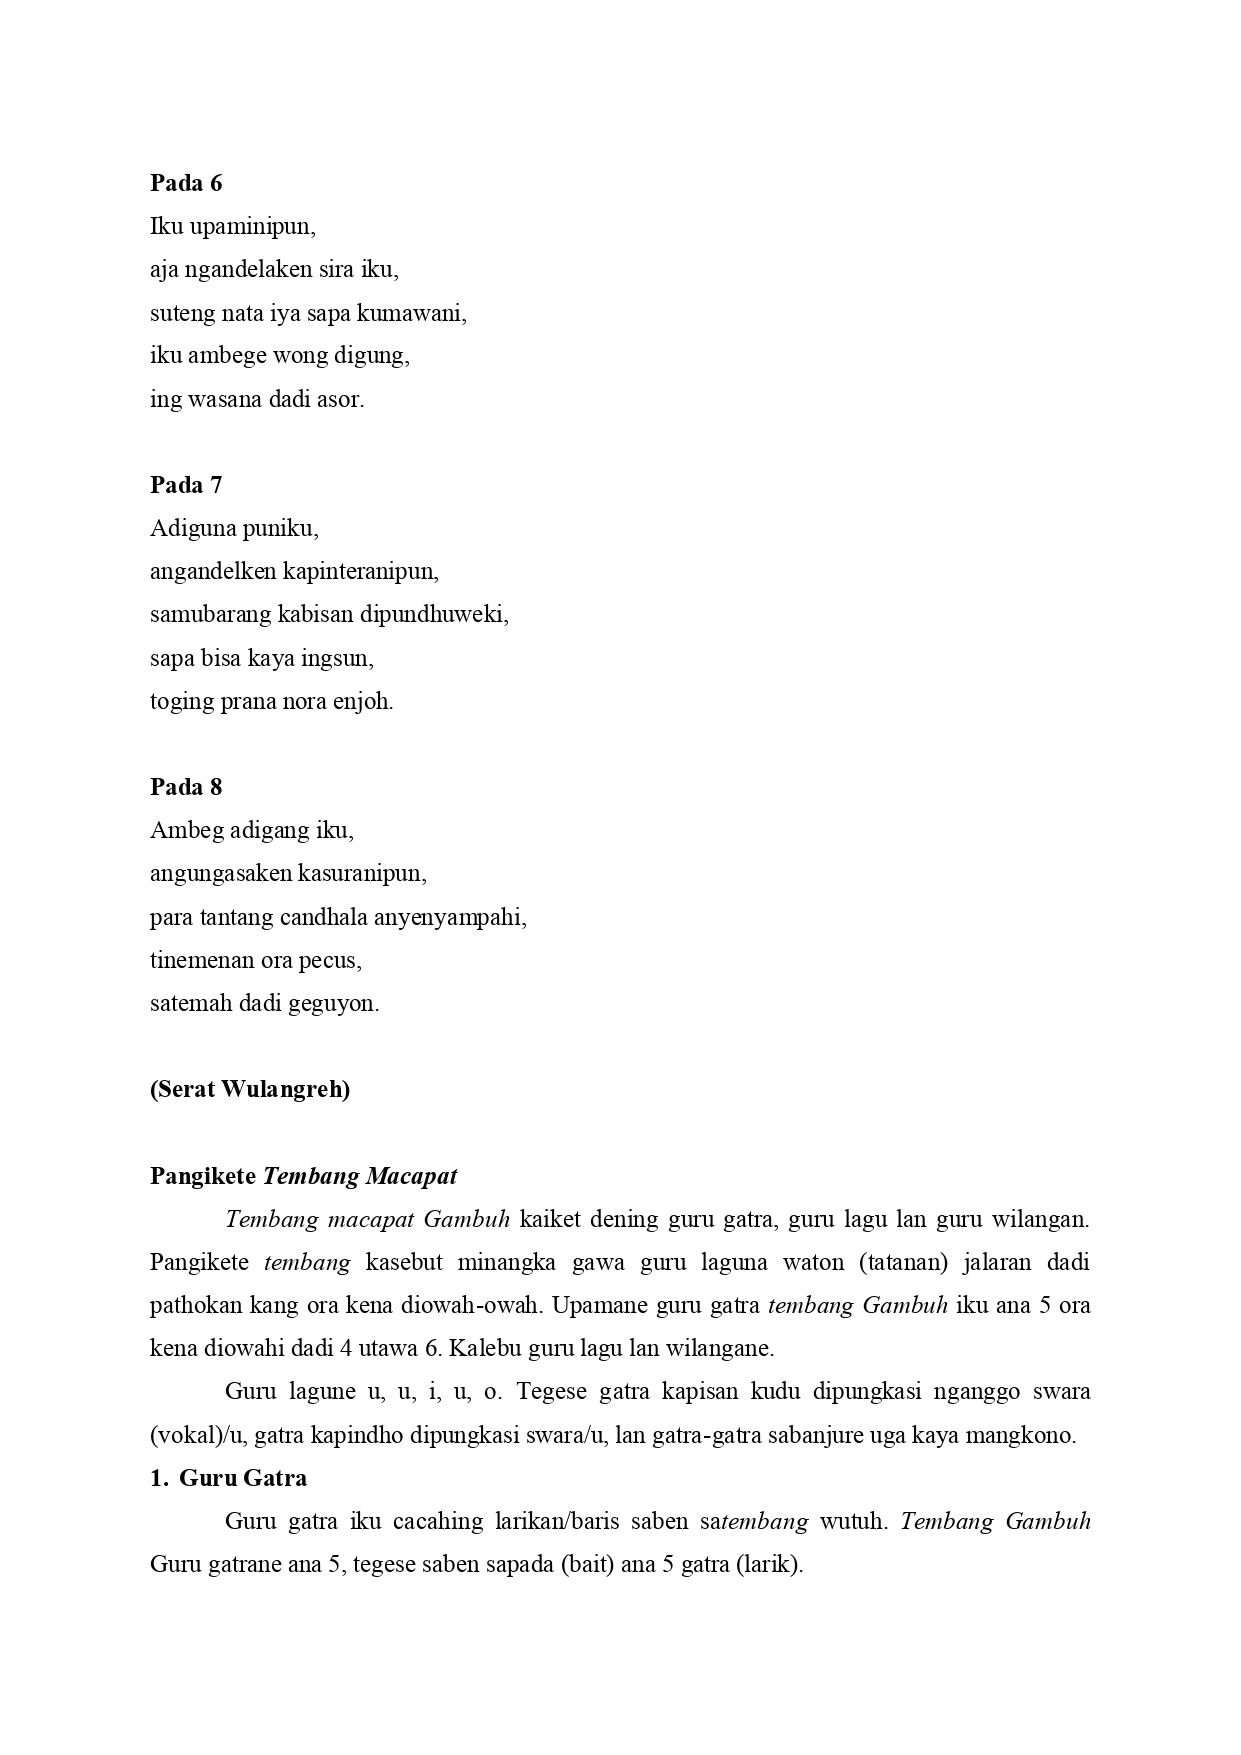 Pada 6
Iku upaminipun,
aja ngandelaken sira iku,
suteng nata iya sapa kumawani,
iku ambege wong digung,
ing wasana dadi asor.
Pada 7
Adiguna puniku,
angandelken kapinteranipun,
samubarang kabisan dipundhuweki,
sapa bisa kaya ingsun,
toging prana nora enjoh.
Pada 8
Ambeg adigang iku,
angungasaken kasuranipun,
para tantang candhala anyenyampahi,
tinemenan ora pecus,
satemah dadi geguyon.
(Serat Wulangreh)
Pangikete Tembang Macapat
Tembang macapat Gambuh kaiket dening guru gatra, guru lagu lan guru wilangan.
Pangikete tembang kasebut minangka gawa guru laguna waton (tatanan) jalaran dadi
pathokan kang ora kena diowah-owah. Upamane guru gatra tembang Gambuh iku ana 5 ora
kena diowahi dadi 4 utawa 6. Kalebu guru lagu lan wilangane.
Guru lagune u, u, i, u, o. Tegese gatra kapisan kudu dipungkasi nganggo swara
(vokal)/u, gatra kapindho dipungkasi swara/u, lan gatra-gatra sabanjure uga kaya mangkono.
1. Guru Gatra
Guru gatra iku cacahing larikan/baris saben satembang wutuh. Tembang Gambuh
Guru gatrane ana 5, tegese saben sapada (bait) ana 5 gatra (larik).